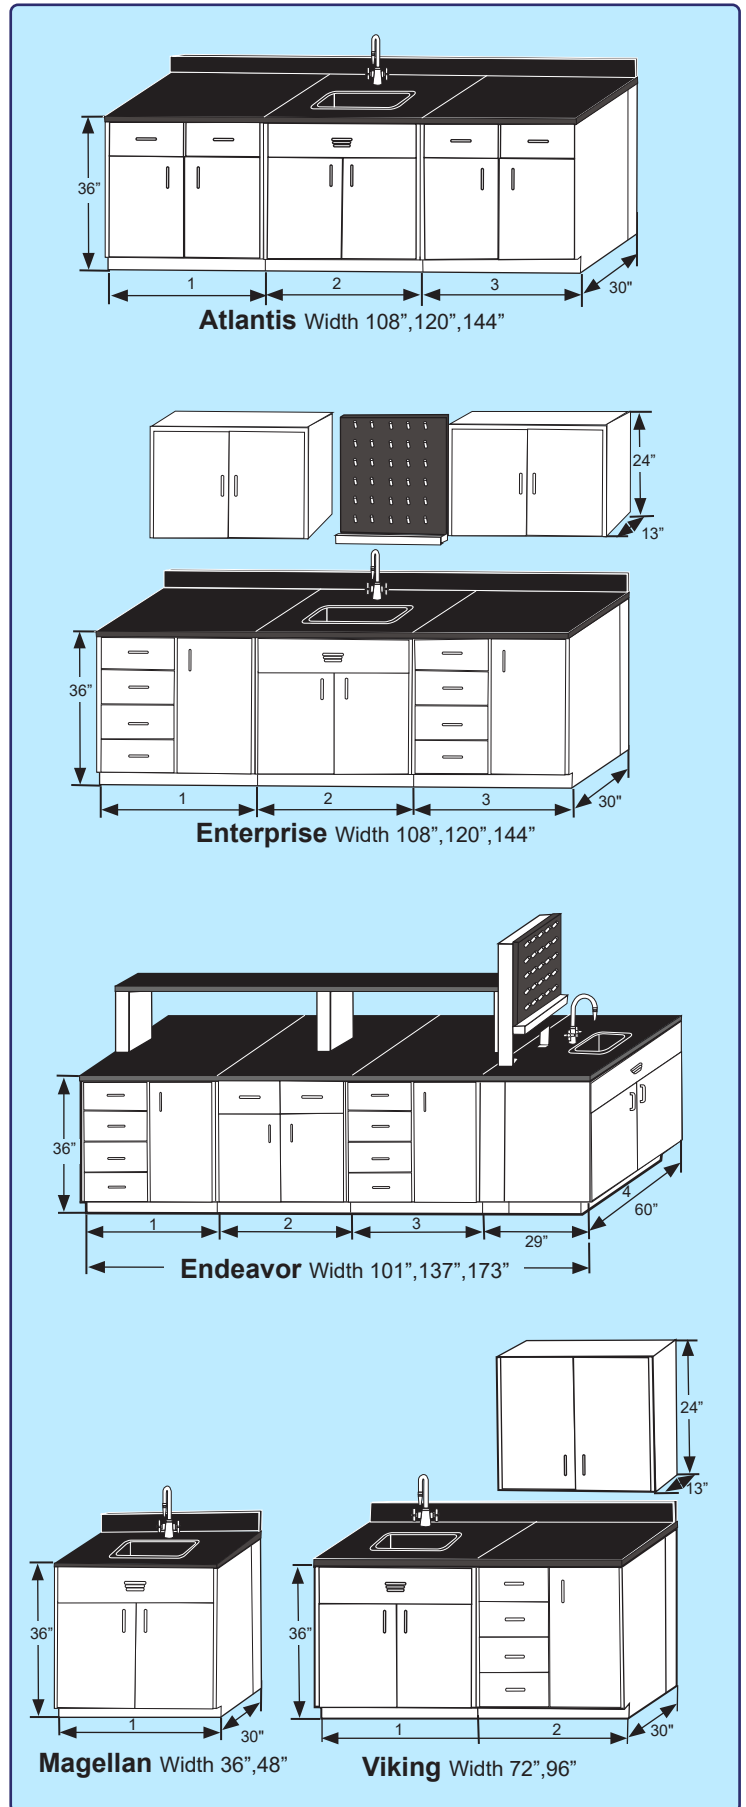 36”
1 2 3 30”
Atlantis Width 108”,120”,144”
24”
13”
36”
1 2 3 30"
Enterprise Width 108”,120”,144”
36”
4
60”
1 2 3
29”
Endeavor Width 101”,137”,173”
24”
13”
36”
1
30"
Magellan Width 36”,48”
36”
1 2 30"
Viking Width 72”,96”